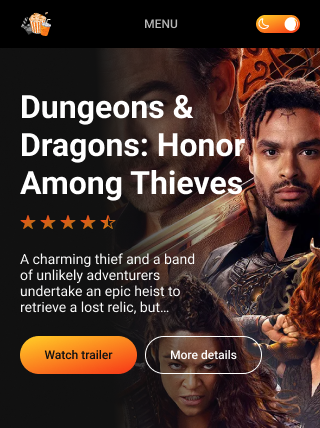 MENU
Dungeons &
Dragons: Honor
Among Thieves
A charming thief and a band
of unlikely adventurers
undertake an epic heist to
retrieve a lost relic, but...
Watch trailer
More details